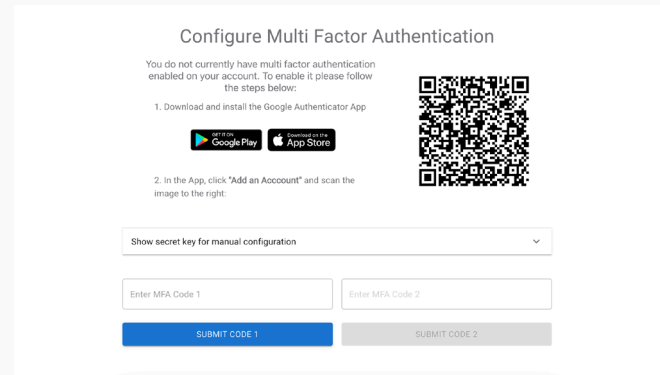 Configure Multi Factor Authentication
You do not currently have multi factor authentication
enabled on your account. To enable it please follow
the steps below:
1. Download and install the Google Authenticator App
GET IT ON
Google Play
Download on the
App Store
2. In the App, click "Add an Acccount" and scan the
image to the right:
Show secret key for manual configuration
Enter MFA Code 1
Enter MFA Code 2
SUBMIT CODE 1
SUBMIT CODE 2